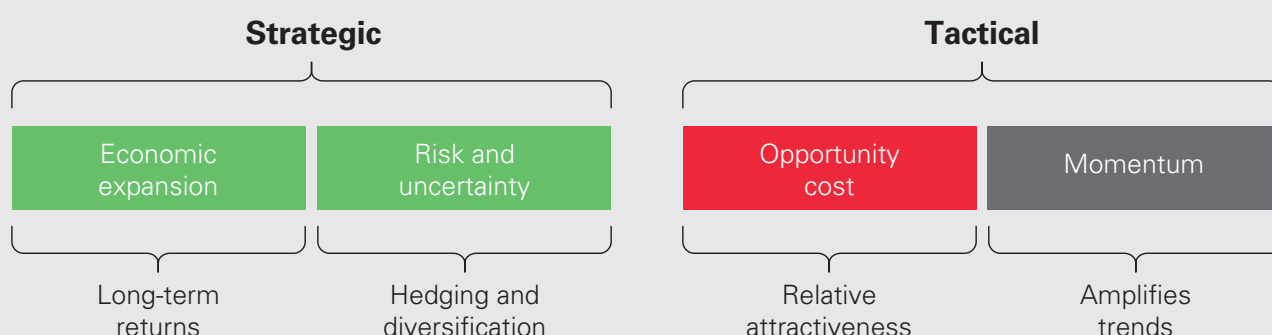 Strategic
Tactical
Economic
expansion
Risk and
uncertainty
Opportunity
cost
Momentum
Long-term
returns
Hedging and
diversification
Relative
attractiveness
Amplifies
trends